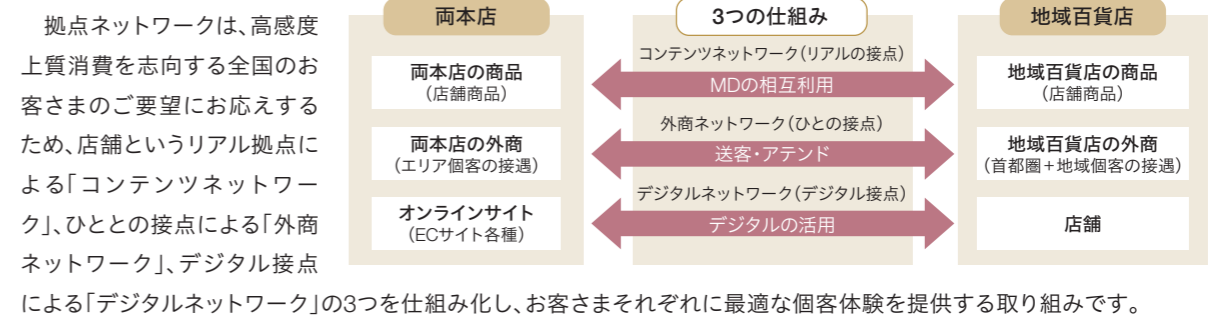 拠点ネットワークは、高感度
上質消費を志向する全国のお
客さまのご要望にお応えする
ため、店舗というリアル拠点に
よる「コンテンツネットワー
ク」、ひととの接点による「外商
ネットワーク」、デジタル接点
による「デジタルネットワーク」の3つを仕組み化し、お客さまそれぞれに最適な個客体験を提供する取り組みです。
両本店
両本店の商品
（店舗商品）
両本店の外商
（エリア個客の接遇）
オンラインサイト
（ECサイト各種）
3つの仕組み
コンテンツネットワーク（リアルの接点）
MDの相互利用
外商ネットワーク（ひとの接点）
送客・アテンド
デジタルネットワーク（デジタル接点）
デジタルの活用
地域百貨店
地域百貨店の商品
（店舗商品）
地域百貨店の外商
（首都圏＋地域個客の接遇）
店舗